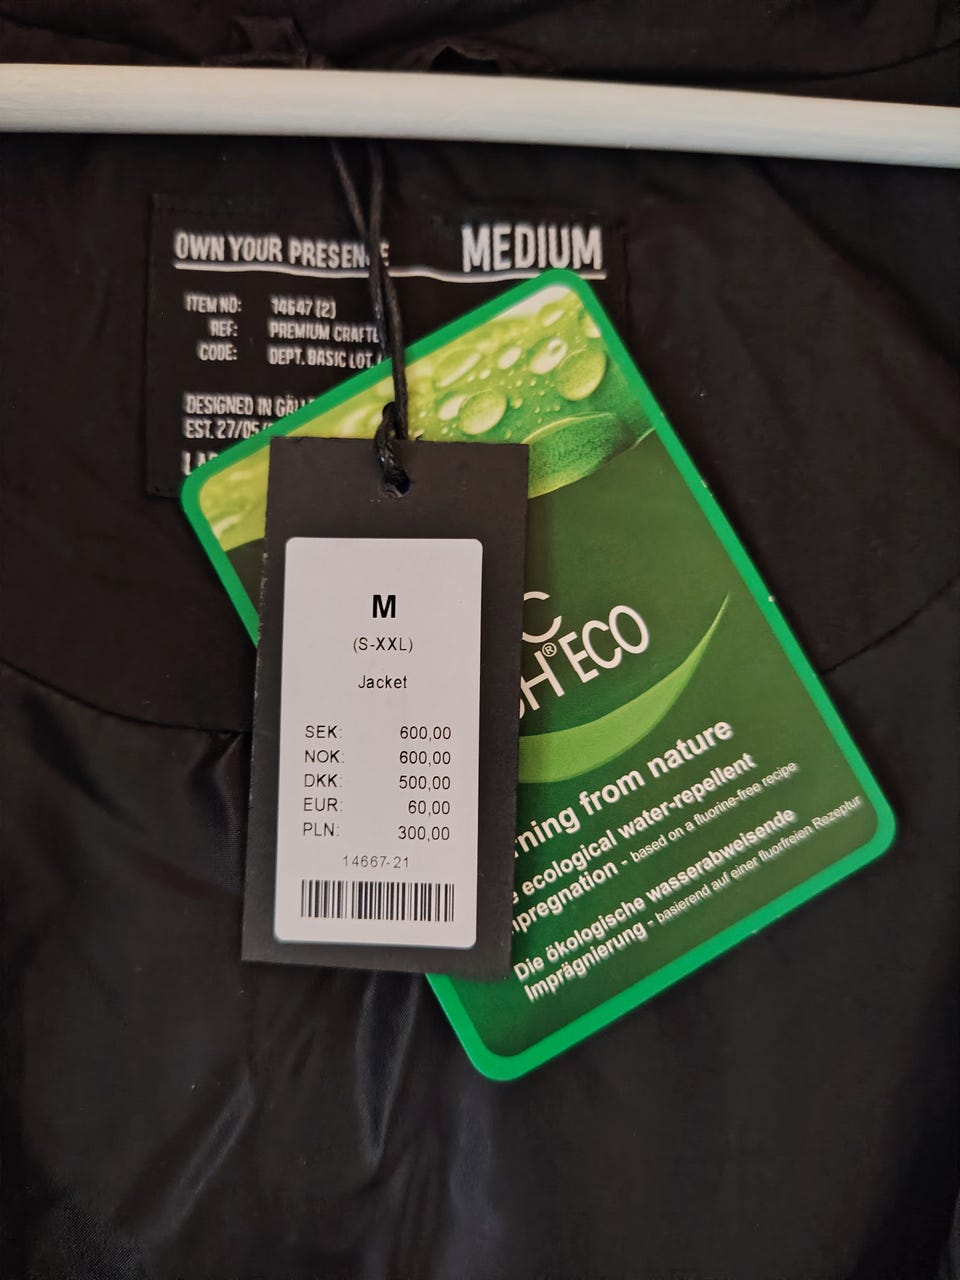 OWN YOUR PRESENCE
MEDIUM
ITEM NO: 14647 (2)
REF: PREMIUM
CODE: DEPT. BASIC LOT.
DESIGNED IN
EST. 27/05/
M
(S-XXL)
Jacket
SEK: 600,00
NOK: 600,00
DKK: 500,00
EUR: 60,00
PLN: 300,00
14667-21
C
H® ECO
rning from nature
ecological water-repellent
pregnation - based on a fluorine-free recipe
Die ökologische wasserabweisende
Imprägnierung - basierend auf einer fluorfreien Rezeptur